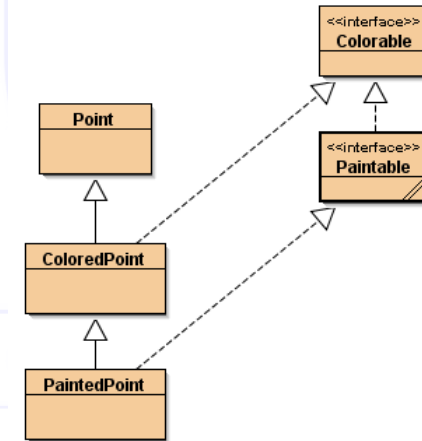 <<interface>>
Colorable
Point
<<interface>>
Paintable
ColoredPoint
PaintedPoint